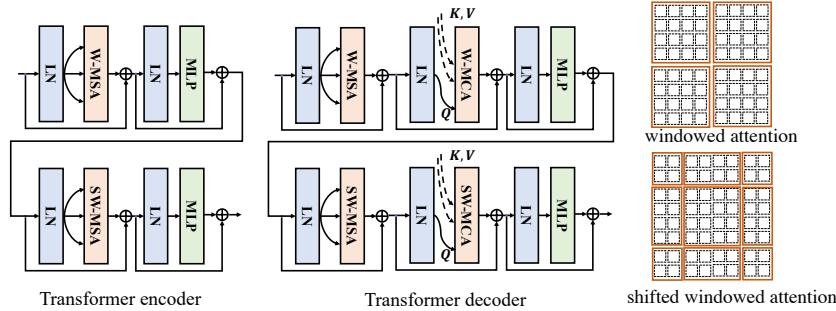 LN
W-MSA
LN
MLP
SW-MSA
LN
LN
MLP
Transformer encoder
LN
W-MSA
LN
K, V
Q
W-MCA
LN
MLP
LN
SW-MSA
LN
K, V
Q
SW-MCA
LN
MLP
Transformer decoder
windowed attention
shifted windowed attention